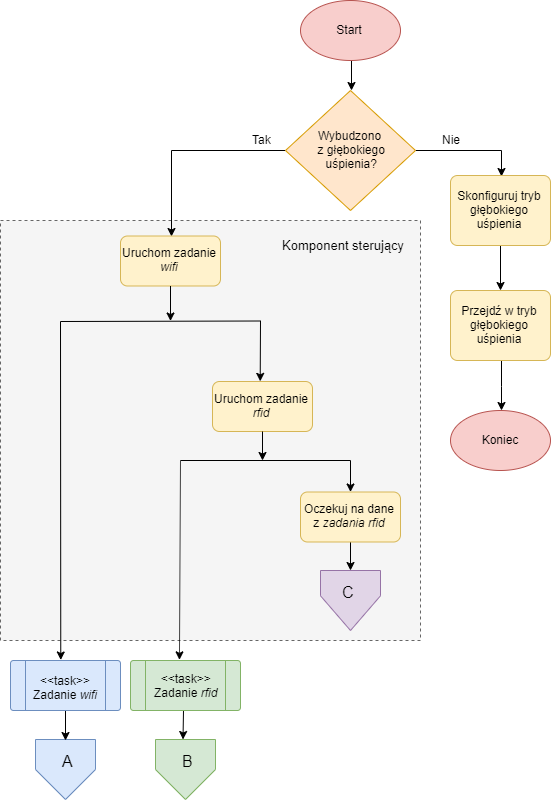 Start
Wybudzono
z głębokiego
uśpienia?
Tak
Nie
Skonfiguruj tryb
głębokiego
uśpienia
Komponent sterujący
Uruchom zadanie
wifi
Przejdź w tryb
głębokiego
uśpienia
Uruchom zadanie
rfid
Koniec
Oczekuj na dane
z zadania rfid
C
<<task>>
Zadanie wifi
<<task>>
Zadanie rfid
A
B